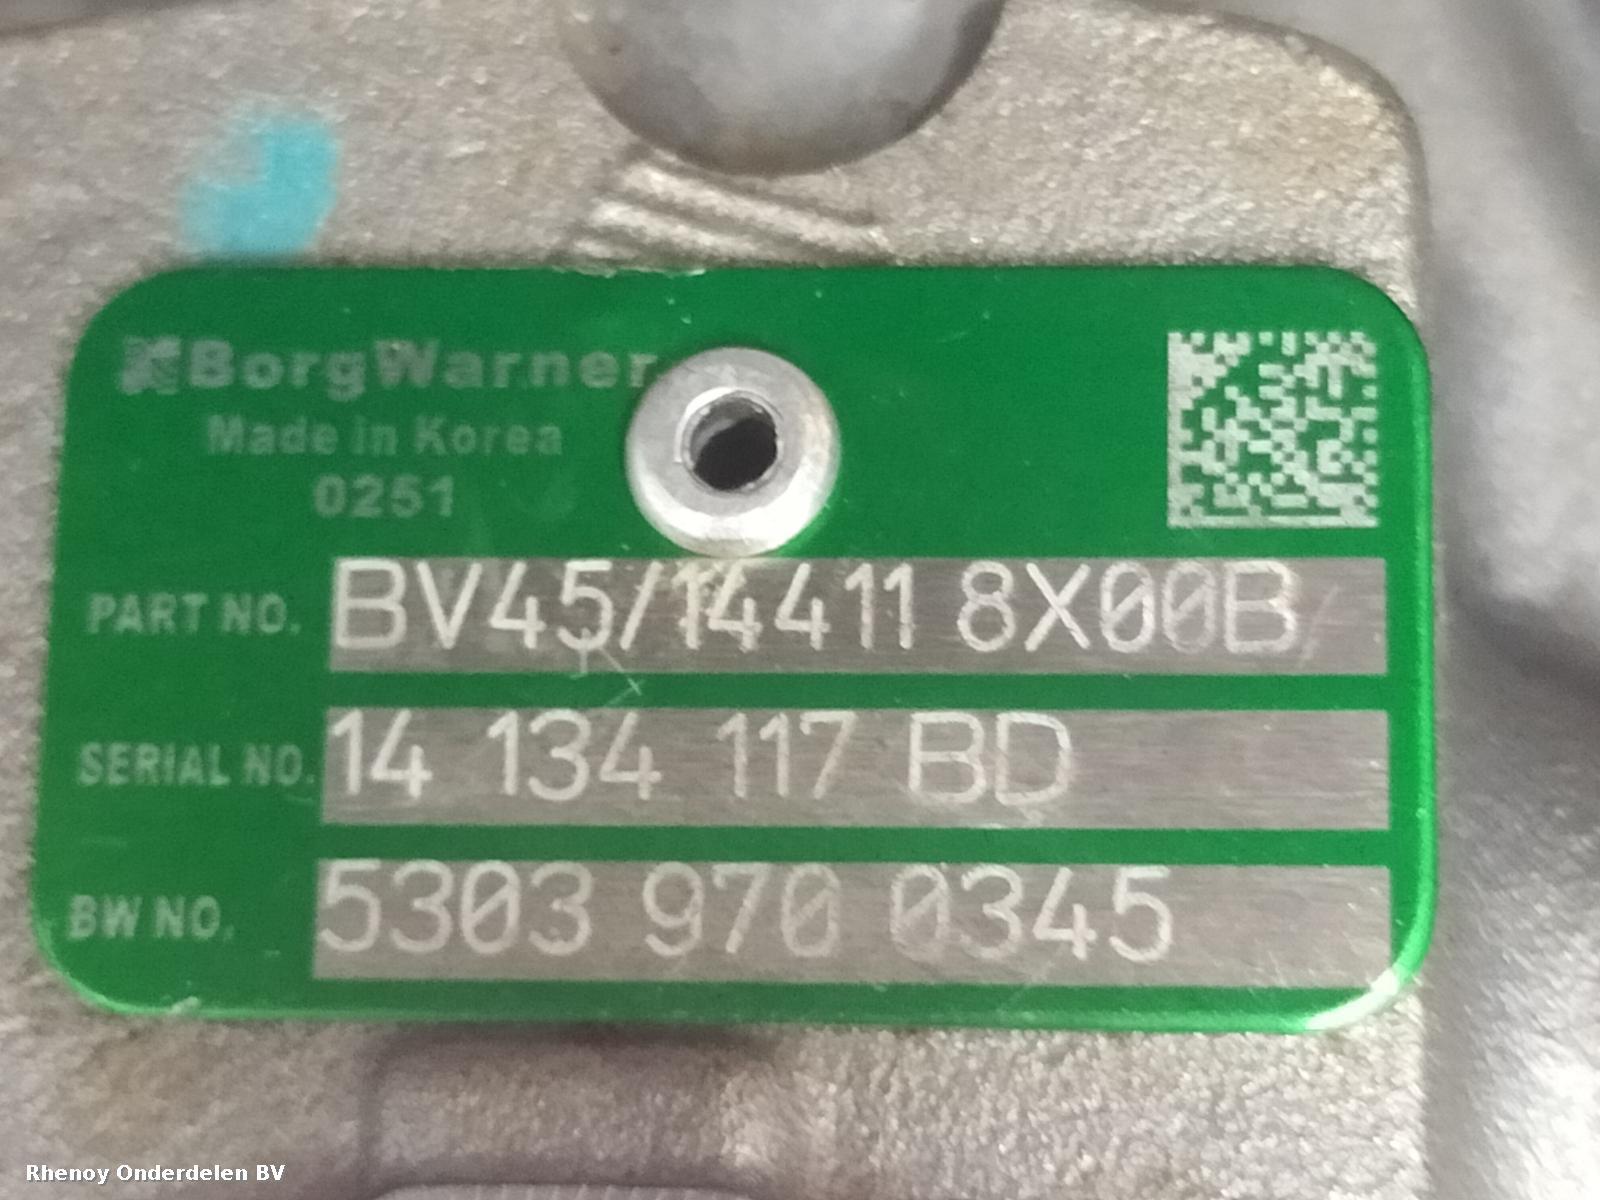 BorgWarner
Made in Korea
0251
PART NO. BV45/14411 8X00B
SERIAL NO. 14 134 117 BD
BW NO. 5303 970 0345
Rhenoy Onderdelen BV